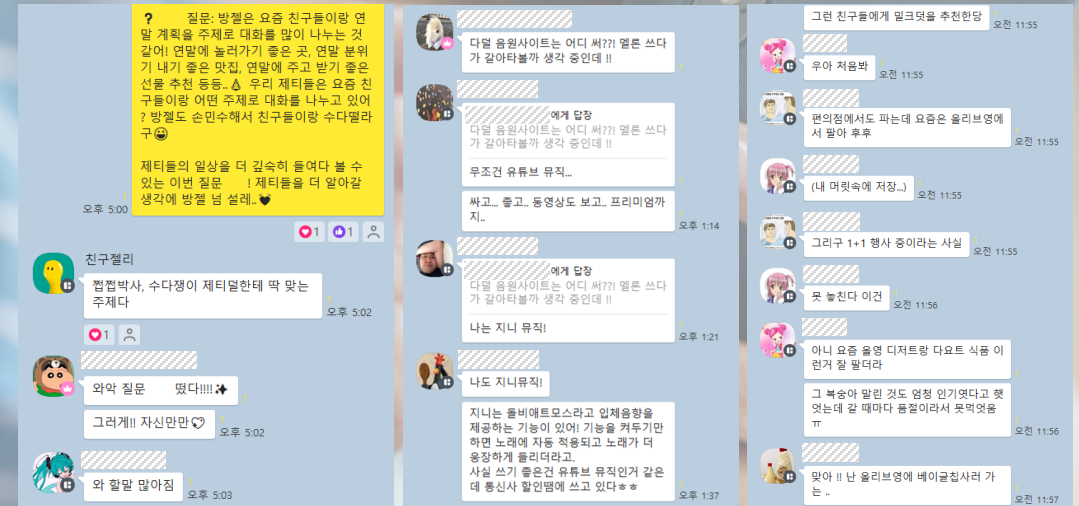 ? 질문: 방젤은 요즘 친구들이랑 연
말 계획을 주제로 대화를 많이 나누는 것
같아! 연말에 놀러가기 좋은 곳, 연말 분위
기 내기 좋은 맛집, 연말에 주고 받기 좋은
선물 추천 등등.. 우리 제티들은 요즘 친
구들이랑 어떤 주제로 대화를 나누고 있어
? 방젤도 손민수해서 친구들이랑 수다떨라
구😀
제티들의 일상을 더 깊숙히 들여다 볼 수
있는 이번 질문 ! 제티들을 더 알아갈
생각에 방젤 넘 설레..💓
오후 5:00
1 1
친구젤리
쩝쩝박사, 수다쟁이 제티덜한테 딱 맞는
주제다
오후 5:02
1
와악 질문 떴다!!!!✨
그러게!! 자신만만
오후 5:02
와 할말 많아짐
오후 5:03
다덜 음원사이트는 어디 써??! 멜론 쓰다
가 갈아타볼까 생각 중인데 !!
에게 답장
다덜 음원사이트는 어디 써??! 멜론 쓰다
가 갈아타볼까 생각 중인데 !!
무조건 유튜브 뮤직...
싸고... 좋고.. 동영상도 보고.. 프리미엄까
지..
오후 1:14
에게 답장
다덜 음원사이트는 어디 써??! 멜론 쓰다
가 갈아타볼까 생각 중인데 !!
나는 지니 뮤직!
오후 1:21
나도 지니뮤직!
지니는 돌비애트모스라고 입체음향을
제공하는 기능이 있어! 기능을 켜두기만
하면 노래에 자동 적용되고 노래가 더
웅장하게 들리더라고.
사실 쓰기 좋은건 유튜브 뮤직인거 같은
데 통신사 할인땜에 쓰고 있다ㅎㅎ
오후 1:37
그런 친구들에게 밀크덧을 추천한당
오전 11:55
우아 처음봐
오전 11:55
편의점에서도 파는데 요즘은 올리브영에
서 팔아 후후
오전 11:55
(내 머릿속에 저장...)
오전 11:55
그리구 1+1 행사 중이라는 사실
오전 11:55
못 놓친다 이건
오전 11:56
아니 요즘 올영 디저트랑 다요트 식품 이
런거 잘 팔더라
그 복숭아 말린 것도 엄청 인기엿다고 햇
엇는데 갈 때마다 품절이라서 못먹엇움
ㅠ
오전 11:56
맞아 !! 난 올리브영에 베이글칩사러 가
는 ..
오전 11:57